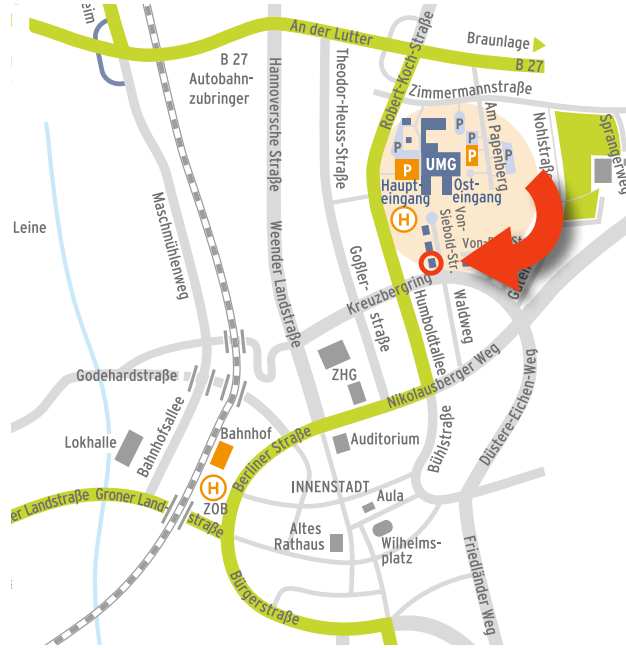 eim
An der Lutter
Braunlage
B 27
B 27
Autobahn-
zubringer
Hannoversche Straße
Theodor-Heuss-Straße
Robert-Koch-Straße
Zimmermannstraße
Am Papenberg
Nohlstraße
Sprangerweg
P
P
P
P
P
P
P
UMG
Haupt-
eingang
Ost-
eingang
H
Von-
Siebold-Str.
Leine
Maschmühlenweg
Weender Landstraße
Goßler-
straße
Kreuzbergring
Humboldtallee
Waldweg
Nikolausberger Weg
Düstere-Eichen-Weg
ZHG
Godehardstraße
Bahnhofsallee
Lokhalle
Bahnhof
H
ZOB
Berliner Straße
Auditorium
Bühlstraße
INNENSTADT
Aula
Altes
Rathaus
Wilhelms-
platz
er Landstraße
Groner Land-
straße
Bürgerstraße
Friedländer Weg